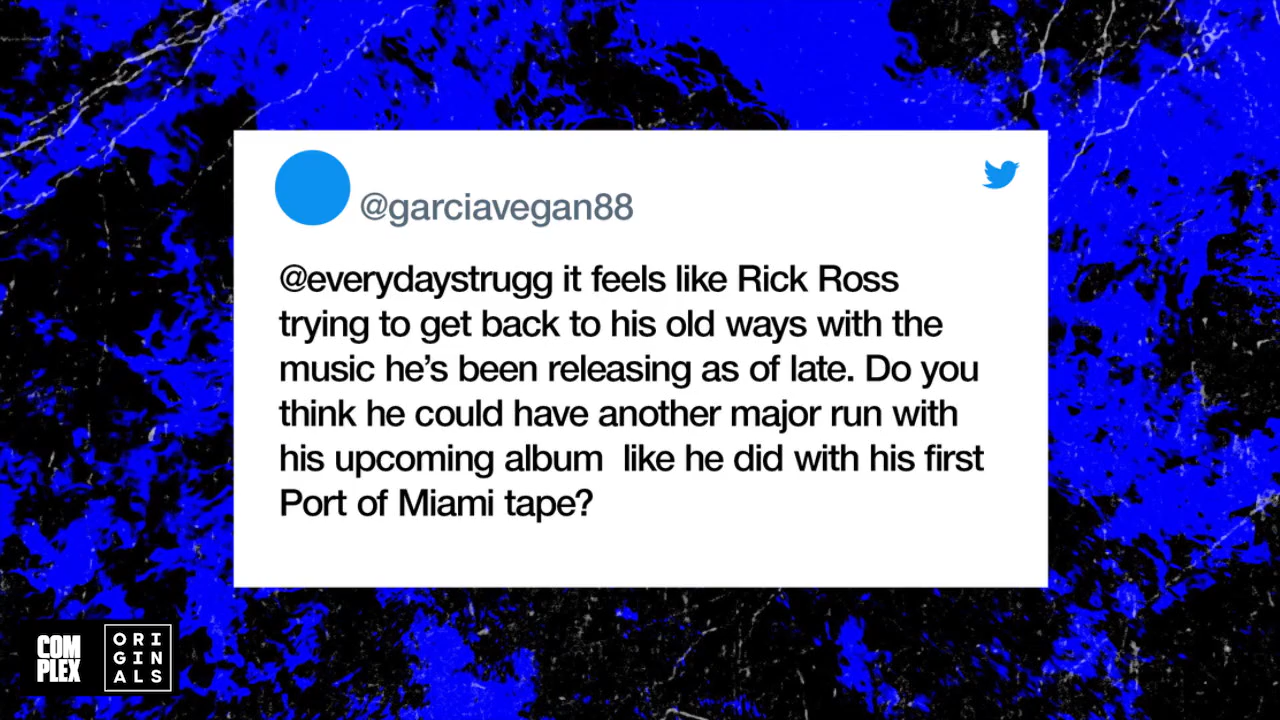 @garciavegan88
@everydaystrugg it feels like Rick Ross
trying to get back to his old ways with the
music he’s been releasing as of late. Do you
think he could have another major run with
his upcoming album  like he did with his first
Port of Miami tape?
COM
PLEX
ORI
GIN
ALS